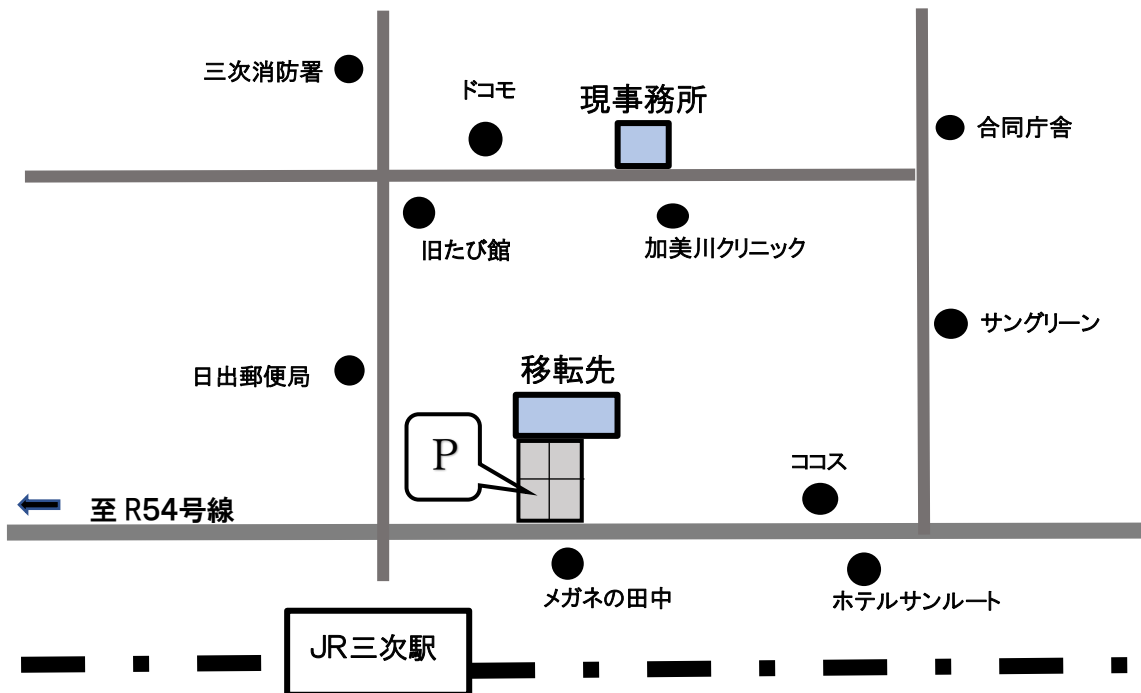 三次消防署
ドコモ
現事務所
合同庁舎
旧たび館
加美川クリニック
サングリーン
日出郵便局
移転先
P
ココス
至 R54号線
メガネの田中
ホテルサンルート
JR三次駅